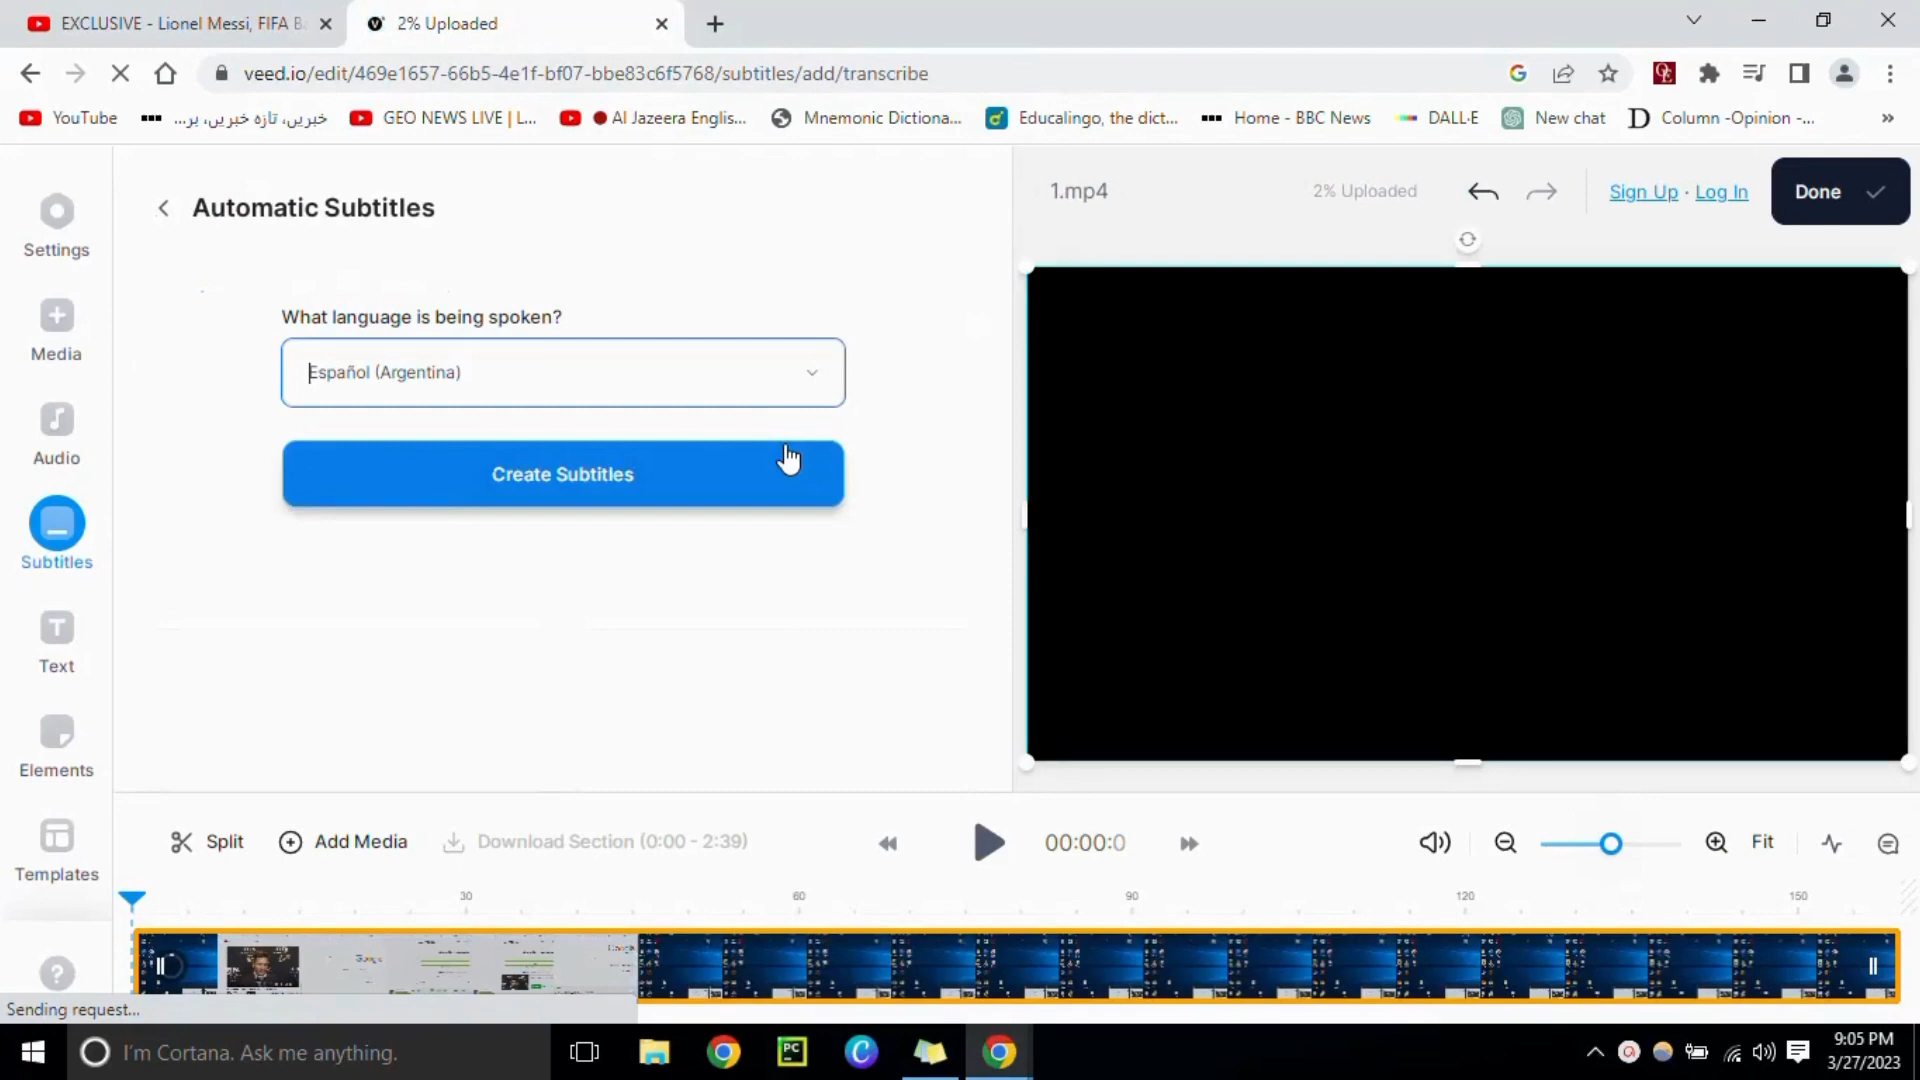 EXCLUSIVE - Lionel Messi, FIFA B
2% Uploaded
veed.io/edit/469e1657-66b5-4e1f-bf07-bbe83c6f5768/subtitles/add/transcribe
YouTube
خبریں، تازہ خبریں، بر...
GEO NEWS LIVE | L...
Al Jazeera Englis...
Mnemonic Dictiona...
Educalingo, the dict...
Home - BBC News
DALL·E
New chat
Column -Opinion -...
»
Settings
Media
Audio
Subtitles
Text
Elements
Templates
Automatic Subtitles
What language is being spoken?
Español (Argentina)
Create Subtitles
1.mp4
2% Uploaded
Sign Up · Log In
Done
Split
Add Media
Download Section (0:00 - 2:39)
00:00:0
Fit
30
60
90
120
150
Sending request...
I'm Cortana. Ask me anything.
PC
9:05 PM
3/27/2023